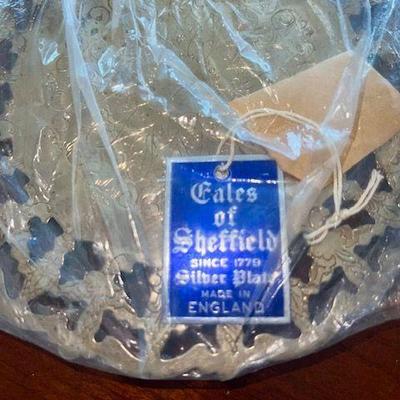 Eales
of
Sheffield
SINCE 1779
Silver Plate
MADE IN
ENGLAND